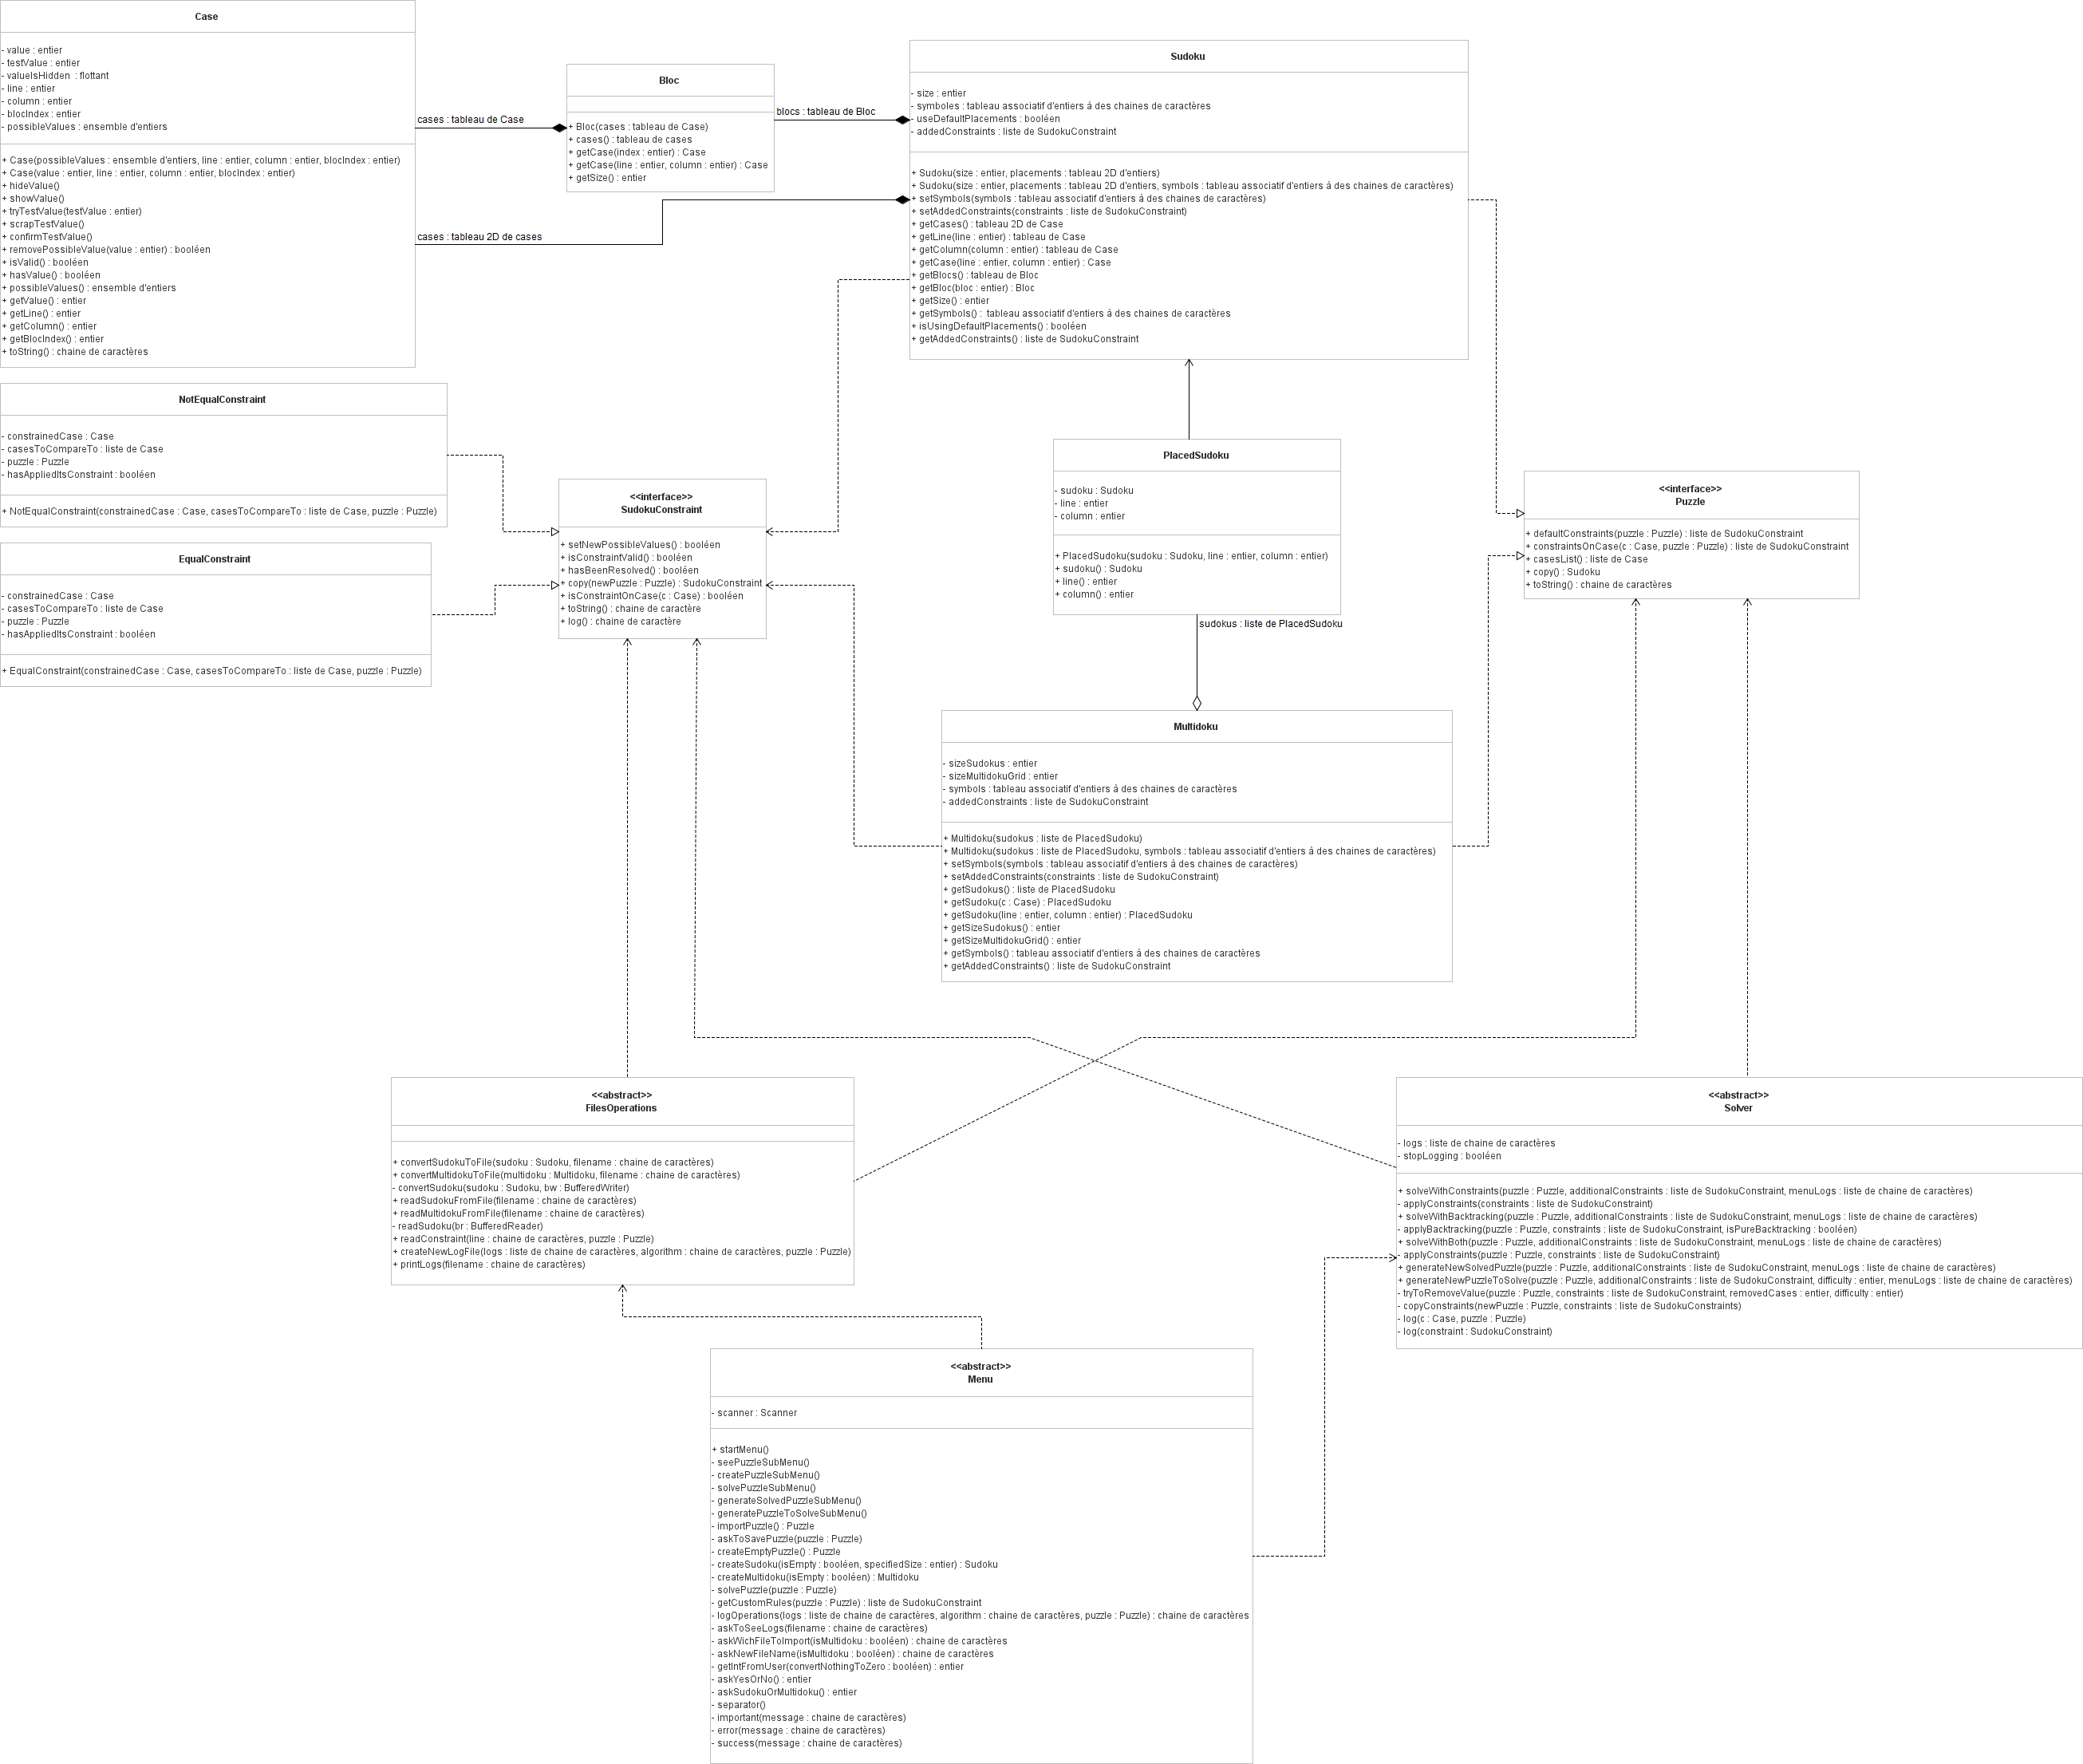 Case
- value : entier
- testValue : entier
- valueIsHidden  : flottant
- line : entier
- column : entier
- blocIndex : entier
- possibleValues : ensemble d'entiers
+ Case(possibleValues : ensemble d'entiers, line : entier, column : entier, blocIndex : entier)
+ Case(value : entier, line : entier, column : entier, blocIndex : entier)
+ hideValue()
+ showValue()
+ tryTestValue(testValue : entier)
+ scrapTestValue()
+ confirmTestValue()
+ removePossibleValue(value : entier) : booléen
+ isValid() : booléen
+ hasValue() : booléen
+ possibleValues() : ensemble d'entiers
+ getValue() : entier
+ getLine() : entier
+ getColumn() : entier
+ getBlocIndex() : entier
+ toString() : chaine de caractères
cases : tableau de Case
cases : tableau 2D de cases
Bloc
+ Bloc(cases : tableau de Case)
+ cases() : tableau de cases
+ getCase(index : entier) : Case
+ getCase(line : entier, column : entier) : Case
+ getSize() : entier
blocs : tableau de Bloc
Sudoku
- size : entier
- symboles : tableau associatif d'entiers á des chaines de caractères
- useDefaultPlacements : booléen
- addedConstraints : liste de SudokuConstraint
+ Sudoku(size : entier, placements : tableau 2D d'entiers)
+ Sudoku(size : entier, placements : tableau 2D d'entiers, symbols : tableau associatif d'entiers á des chaines de caractères)
+ setSymbols(symbols : tableau associatif d'entiers á des chaines de caractères)
+ setAddedConstraints(constraints : liste de SudokuConstraint)
+ getCases() : tableau 2D de Case
+ getLine(line : entier) : tableau de Case
+ getColumn(column : entier) : tableau de Case
+ getCase(line : entier, column : entier) : Case
+ getBlocs() : tableau de Bloc
+ getBloc(bloc : entier) : Bloc
+ getSize() : entier
+ getSymbols() :  tableau associatif d'entiers á des chaines de caractères
+ isUsingDefaultPlacements() : booléen
+ getAddedConstraints() : liste de SudokuConstraint
NotEqualConstraint
- constrainedCase : Case
- casesToCompareTo : liste de Case
- puzzle : Puzzle
- hasAppliedItsConstraint : booléen
+ NotEqualConstraint(constrainedCase : Case, casesToCompareTo : liste de Case, puzzle : Puzzle)
EqualConstraint
- constrainedCase : Case
- casesToCompareTo : liste de Case
- puzzle : Puzzle
- hasAppliedItsConstraint : booléen
+ EqualConstraint(constrainedCase : Case, casesToCompareTo : liste de Case, puzzle : Puzzle)
<<interface>>
SudokuConstraint
+ setNewPossibleValues() : booléen
+ isConstraintValid() : booléen
+ hasBeenResolved() : booléen
+ copy(newPuzzle : Puzzle) : SudokuConstraint
+ isConstraintOnCase(c : Case) : booléen
+ toString() : chaine de caractère
+ log() : chaine de caractère
PlacedSudoku
- sudoku : Sudoku
- line : entier
- column : entier
+ PlacedSudoku(sudoku : Sudoku, line : entier, column : entier)
+ sudoku() : Sudoku
+ line() : entier
+ column() : entier
sudokus : liste de PlacedSudoku
<<interface>>
Puzzle
+ defaultConstraints(puzzle : Puzzle) : liste de SudokuConstraint
+ constraintsOnCase(c : Case, puzzle : Puzzle) : liste de SudokuConstraint
+ casesList() : liste de Case
+ copy() : Sudoku
+ toString() : chaine de caractères
Multidoku
- sizeSudokus : entier
- sizeMultidokuGrid : entier
- symbols : tableau associatif d'entiers á des chaines de caractères
- addedConstraints : liste de SudokuConstraint
+ Multidoku(sudokus : liste de PlacedSudoku)
+ Multidoku(sudokus : liste de PlacedSudoku, symbols : tableau associatif d'entiers á des chaines de caractères)
+ setSymbols(symbols : tableau associatif d'entiers á des chaines de caractères)
+ setAddedConstraints(constraints : liste de SudokuConstraint)
+ getSudokus() : liste de PlacedSudoku
+ getSudoku(c : Case) : PlacedSudoku
+ getSudoku(line : entier, column : entier) : PlacedSudoku
+ getSizeSudokus() : entier
+ getSizeMultidokuGrid() : entier
+ getSymbols() : tableau associatif d'entiers á des chaines de caractères
+ getAddedConstraints() : liste de SudokuConstraint
<<abstract>>
FilesOperations
+ convertSudokuToFile(sudoku : Sudoku, filename : chaine de caractères)
+ convertMultidokuToFile(multidoku : Multidoku, filename : chaine de caractères)
- convertSudoku(sudoku : Sudoku, bw : BufferedWriter)
+ readSudokuFromFile(filename : chaine de caractères)
+ readMultidokuFromFile(filename : chaine de caractères)
- readSudoku(br : BufferedReader)
+ readConstraint(line : chaine de caractères, puzzle : Puzzle)
+ createNewLogFile(logs : liste de chaine de caractères, algorithm : chaine de caractères, puzzle : Puzzle)
+ printLogs(filename : chaine de caractères)
<<abstract>>
Solver
- logs : liste de chaine de caractères
- stopLogging : booléen
+ solveWithConstraints(puzzle : Puzzle, additionalConstraints : liste de SudokuConstraint, menuLogs : liste de chaine de caractères)
- applyConstraints(constraints : liste de SudokuConstraint)
+ solveWithBacktracking(puzzle : Puzzle, additionalConstraints : liste de SudokuConstraint, menuLogs : liste de chaine de caractères)
- applyBacktracking(puzzle : Puzzle, constraints : liste de SudokuConstraint, isPureBacktracking : booléen)
+ solveWithBoth(puzzle : Puzzle, additionalConstraints : liste de SudokuConstraint, menuLogs : liste de chaine de caractères)
- applyConstraints(puzzle : Puzzle, constraints : liste de SudokuConstraint)
+ generateNewSolvedPuzzle(puzzle : Puzzle, additionalConstraints : liste de SudokuConstraint, menuLogs : liste de chaine de caractères)
+ generateNewPuzzleToSolve(puzzle : Puzzle, additionalConstraints : liste de SudokuConstraint, difficulty : entier, menuLogs : liste de chaine de caractères)
- tryToRemoveValue(puzzle : Puzzle, constraints : liste de SudokuConstraint, removedCases : entier, difficulty : entier)
- copyConstraints(newPuzzle : Puzzle, constraints : liste de SudokuConstraints)
- log(c : Case, puzzle : Puzzle)
- log(constraint : SudokuConstraint)
<<abstract>>
Menu
- scanner : Scanner
+ startMenu()
- seePuzzleSubMenu()
- createPuzzleSubMenu()
- solvePuzzleSubMenu()
- generateSolvedPuzzleSubMenu()
- generatePuzzleToSolveSubMenu()
- importPuzzle() : Puzzle
- askToSavePuzzle(puzzle : Puzzle)
- createEmptyPuzzle() : Puzzle
- createSudoku(isEmpty : booléen, specifiedSize : entier) : Sudoku
- createMultidoku(isEmpty : booléen) : Multidoku
- solvePuzzle(puzzle : Puzzle)
- getCustomRules(puzzle : Puzzle) : liste de SudokuConstraint
- logOperations(logs : liste de chaine de caractères, algorithm : chaine de caractères, puzzle : Puzzle) : chaine de caractères
- askToSeeLogs(filename : chaine de caractères)
- askWichFileToImport(isMultidoku : booléen) : chaine de caractères
- askNewFileName(isMultidoku : booléen) : chaine de caractères
- getIntFromUser(convertNothingToZero : booléen) : entier
- askYesOrNo() : entier
- askSudokuOrMultidoku() : entier
- separator()
- important(message : chaine de caractères)
- error(message : chaine de caractères)
- success(message : chaine de caractères)